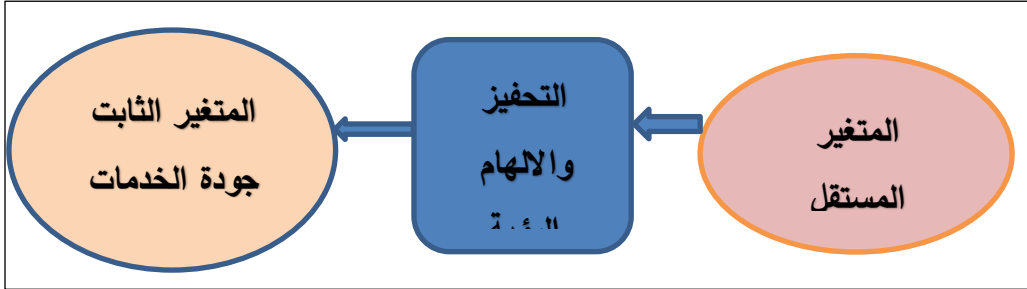 المتغير
المستقل
التحفيز
والالهام
المتغير الثابت
جودة الخدمات